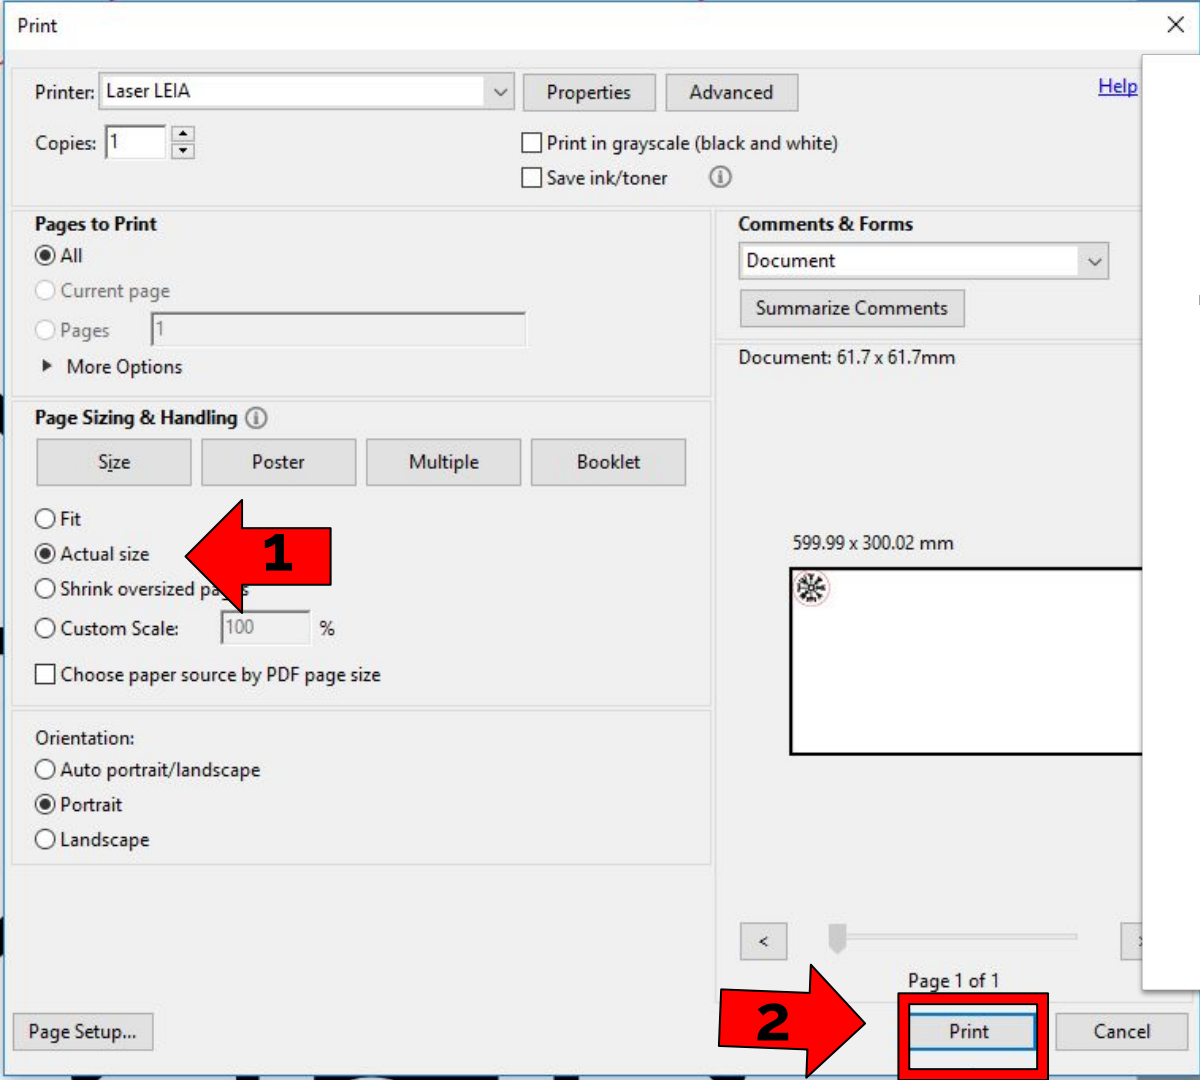 Print
Printer: Laser LEIA Properties Advanced Help
Copies: 1 Print in grayscale (black and white)
Save ink/toner
Pages to Print
All
Current page
Pages 1
More Options
Comments & Forms
Document
Summarize Comments
Document: 61.7 x 61.7mm
Page Sizing & Handling
Size Poster Multiple Booklet
Fit
Actual size 1
Shrink oversized
Custom Scale: 100 %
Choose paper source by PDF page size
599.99 x 300.02 mm
Orientation:
Auto portrait/landscape
Portrait
Landscape
<
Page 1 of 1
Page Setup... 2 Print Cancel